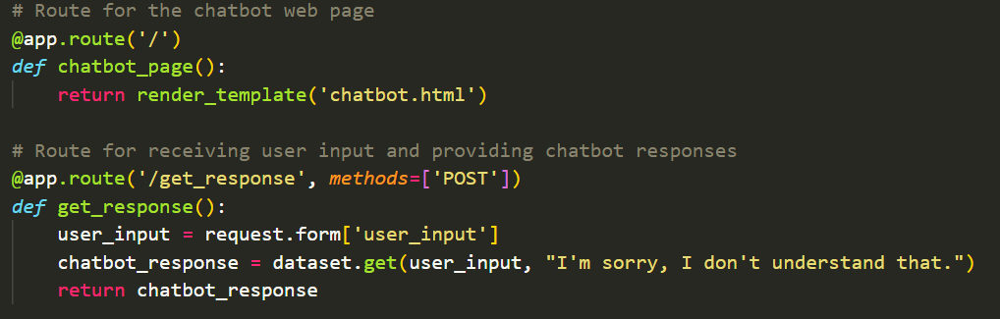 # Route for the chatbot web page
@app.route('/')
def chatbot_page():
    return render_template('chatbot.html')

# Route for receiving user input and providing chatbot responses
@app.route('/get_response', methods=['POST'])
def get_response():
    user_input = request.form['user_input']
    chatbot_response = dataset.get(user_input, "I'm sorry, I don't understand that.")
    return chatbot_response